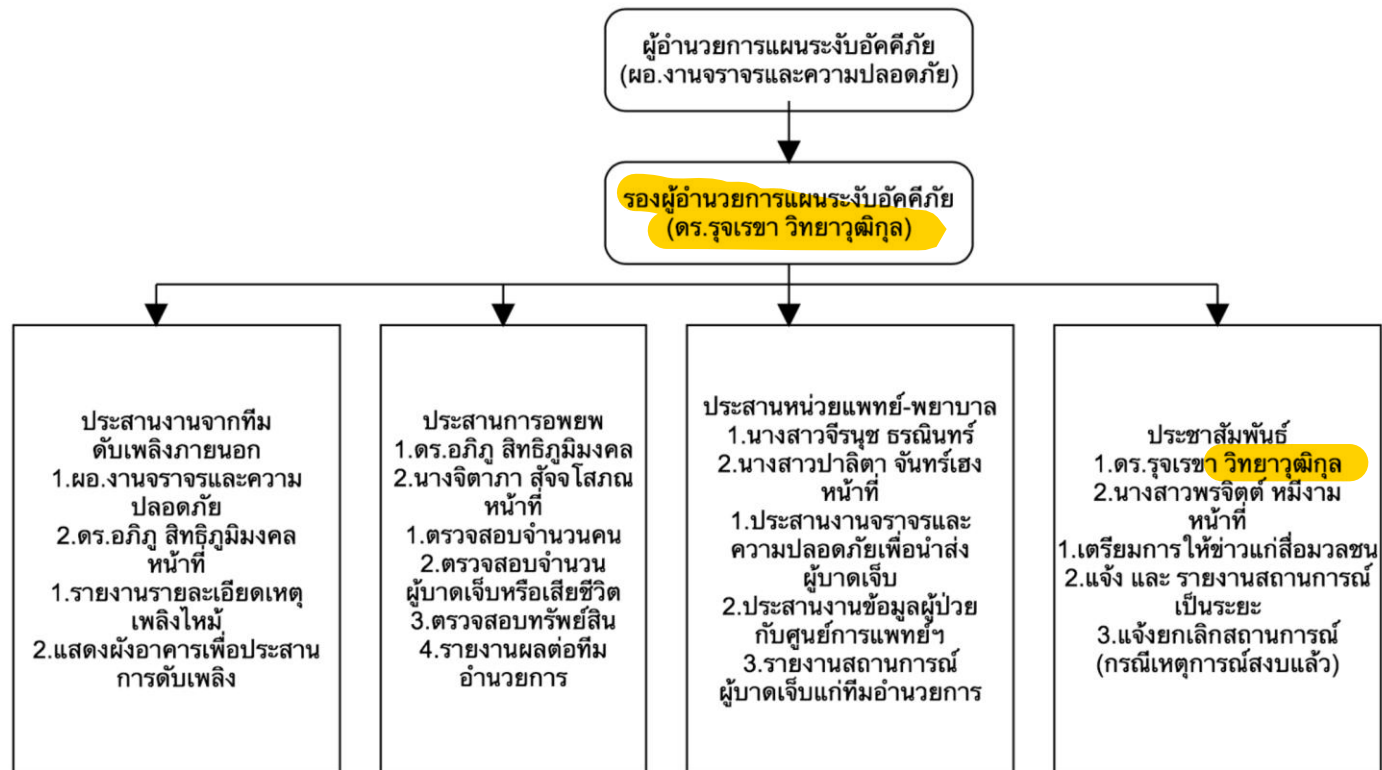 ผู้อำนวยการแผนระงับอัคคีภัย
(ผอ.งานจราจรและความปลอดภัย)
รองผู้อำนวยการแผนระงับอัคคีภัย
(ดร.รุจเรขา วิทยาวุฒิกุล)
ประสานงานจากทีม
ดับเพลิงภายนอก
1.ผอ.งานจราจรและความ
ปลอดภัย
2.ดร.อภิภู สิทธิภูมิมงคล
หน้าที่
1.รายงานรายละเอียดเหตุ
เพลิงไหม้
2.แสดงผังอาคารเพื่อประสาน
การดับเพลิง
ประสานการอพยพ
1.ดร.อภิภู สิทธิภูมิมงคล
2.นางจิตาภา สัจจโสภณ
หน้าที่
1.ตรวจสอบจำนวนคน
2.ตรวจสอบจำนวน
ผู้บาดเจ็บหรือเสียชีวิต
3.ตรวจสอบทรัพย์สิน
4.รายงานผลต่อทีม
อำนวยการ
ประสานหน่วยแพทย์-พยาบาล
1.นางสาวจีรนุช ธรณินทร์
2.นางสาวปาลิตา จันทร์เฮง
หน้าที่
1.ประสานงานจราจรและ
ความปลอดภัยเพื่อนำส่ง
ผู้บาดเจ็บ
2.ประสานงานข้อมูลผู้ป่วย
กับศูนย์การแพทย์ฯ
3.รายงานสถานการณ์
ผู้บาดเจ็บแก่ทีมอำนวยการ
ประชาสัมพันธ์
1.ดร.รุจเรขา วิทยาวุฒิกุล
2.นางสาวพรจิตต์ หมีงาม
หน้าที่
1.เตรียมการให้ข่าวแก่สื่อมวลชน
2.แจ้ง และ รายงานสถานการณ์
เป็นระยะ
3.แจ้งยกเลิกสถานการณ์
(กรณีเหตุการณ์สงบแล้ว)